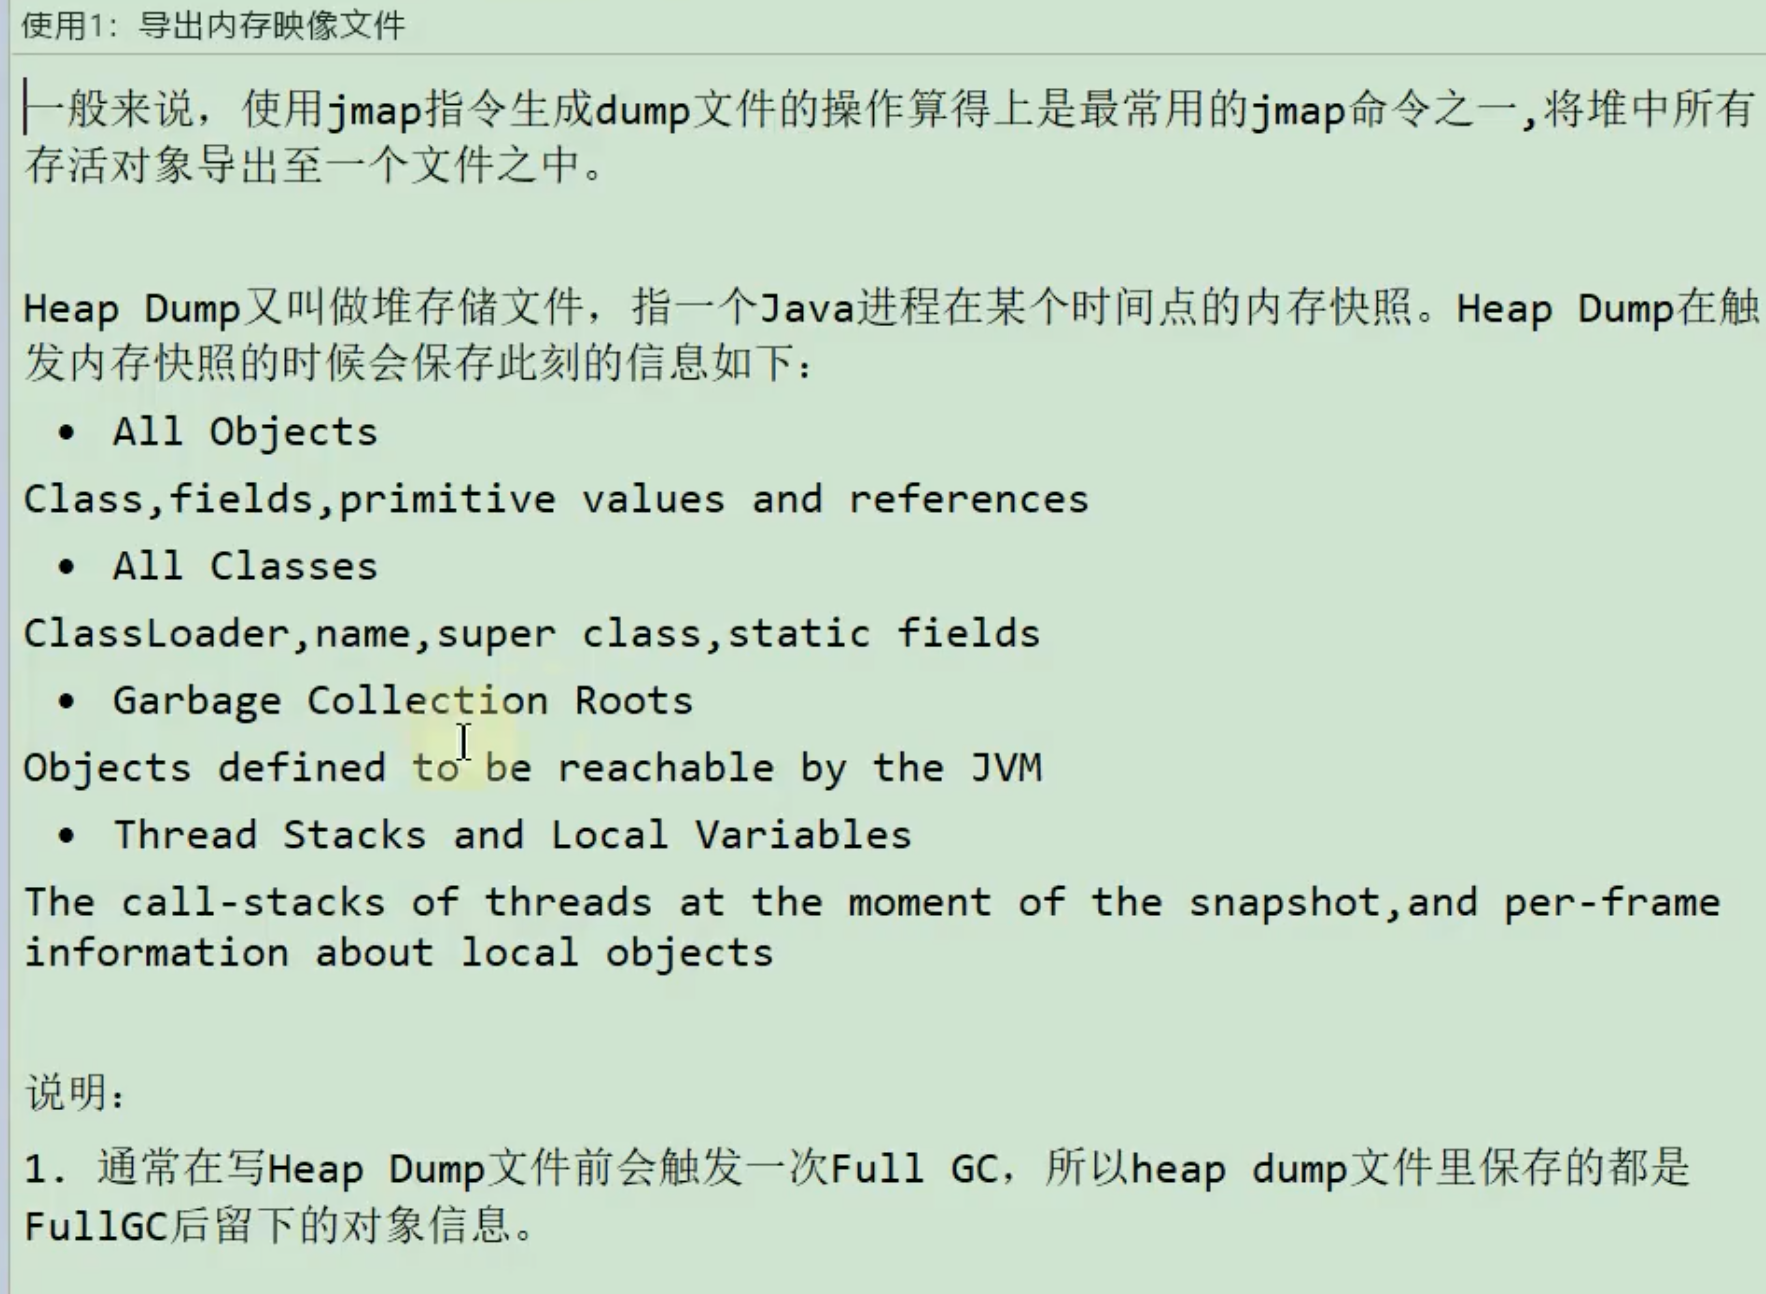 使用1：导出内存映像文件
一般来说，使用jmap指令生成dump文件的操作算得上是最常用的jmap命令之一,将堆中所有
存活对象导出至一个文件之中。
Heap Dump又叫做堆存储文件，指一个Java进程在某个时间点的内存快照。Heap Dump在触
发内存快照的时候会保存此刻的信息如下：
• All Objects
Class,fields,primitive values and references
• All Classes
ClassLoader,name,super class,static fields
• Garbage Collection Roots
Objects defined to be reachable by the JVM
• Thread Stacks and Local Variables
The call-stacks of threads at the moment of the snapshot,and per-frame
information about local objects
说明：
1. 通常在写Heap Dump文件前会触发一次Full GC，所以heap dump文件里保存的都是
FullGC后留下的对象信息。